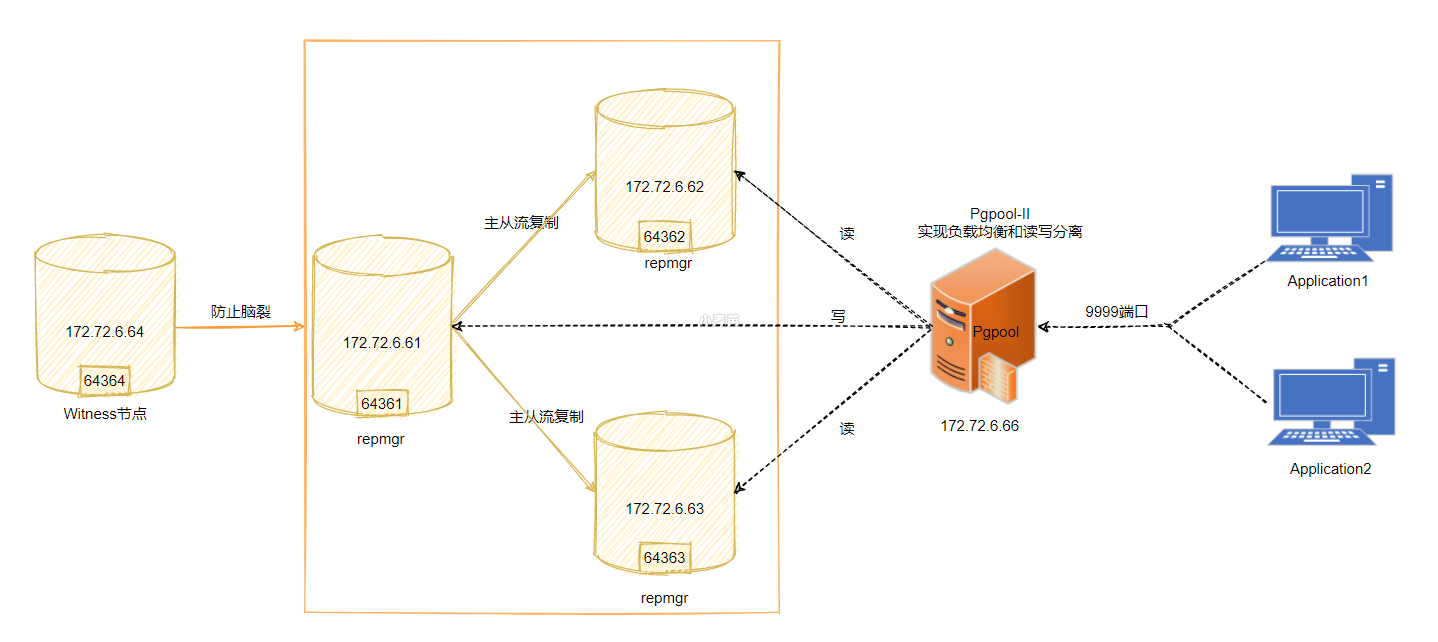 172.72.6.64
64364
Witness节点
防止脑裂
172.72.6.61
64361
repmgr
主从流复制
172.72.6.62
64362
repmgr
主从流复制
172.72.6.63
64363
repmgr
读
写
读
Pgpool-II
实现负载均衡和读写分离
Pgpool
172.72.6.66
9999端口
Application1
Application2